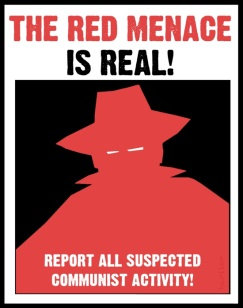 THE RED MENACE
IS REAL!
REPORT ALL SUSPECTED
COMMUNIST ACTIVITY!